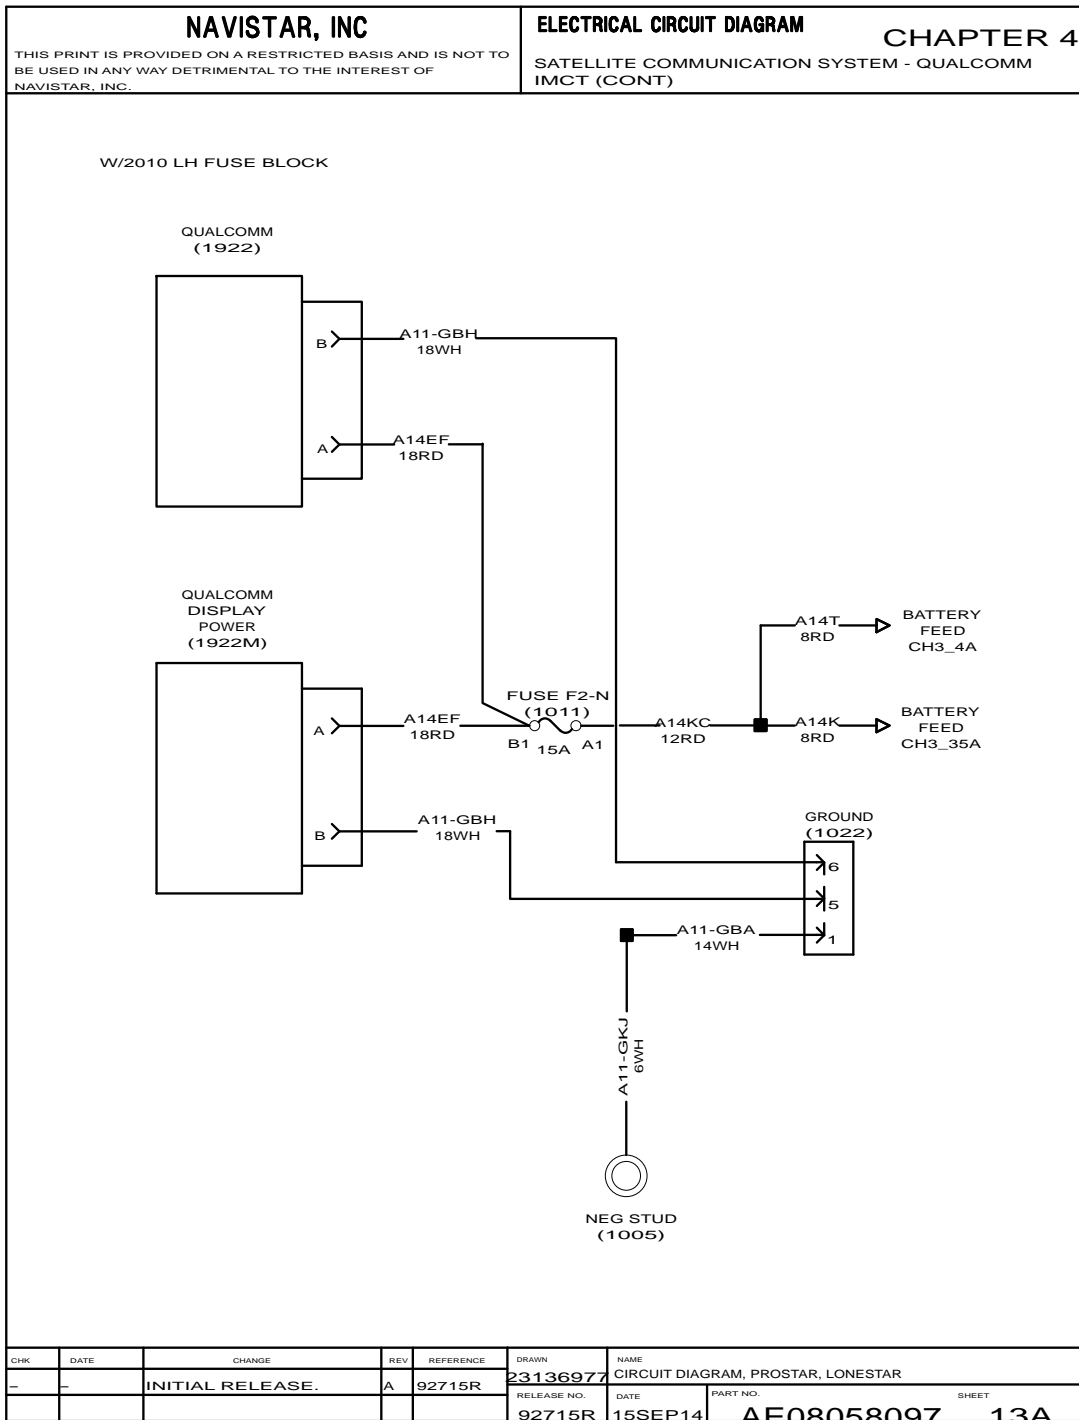 NAVISTAR, INC
THIS PRINT IS PROVIDED ON A RESTRICTED BASIS AND IS NOT TO
BE USED IN ANY WAY DETRIMENTAL TO THE INTEREST OF
NAVISTAR, INC.
ELECTRICAL CIRCUIT DIAGRAM
CHAPTER 4
SATELLITE COMMUNICATION SYSTEM - QUALCOMM
IMCT (CONT)
W/2010 LH FUSE BLOCK
QUALCOMM
(1922)
B
A11-GBH
18WH
A
A14EF
18RD
QUALCOMM
DISPLAY
POWER
(1922M)
A
A14EF
18RD
FUSE F2-N
(1011)
B1
15A
A1
A14KC
12RD
A14T
8RD
BATTERY
FEED
CH3_4A
A14K
8RD
BATTERY
FEED
CH3_35A
B
A11-GBH
18WH
GROUND
(1022)
6
5
1
A11-GBA
14WH
A11-GKJ
6WH
NEG STUD
(1005)
CHK DATE CHANGE REV REFERENCE
– – INITIAL RELEASE. A 92715R
DRAWN
23136977
NAME
CIRCUIT DIAGRAM, PROSTAR, LONESTAR
RELEASE NO.
92715R
DATE
15SEP14
PART NO.
AE08058097
SHEET
13A